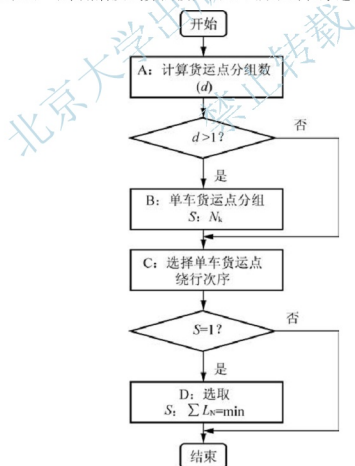 开始
A：计算货运点分组数
(d)
d>1?
否
是
B：单车货运点分组
S：Nk
C：选择单车货运点
绕行次序
S=1?
否
是
D：选取
S：∑LN=min
结束
北京大学出
禁止转载